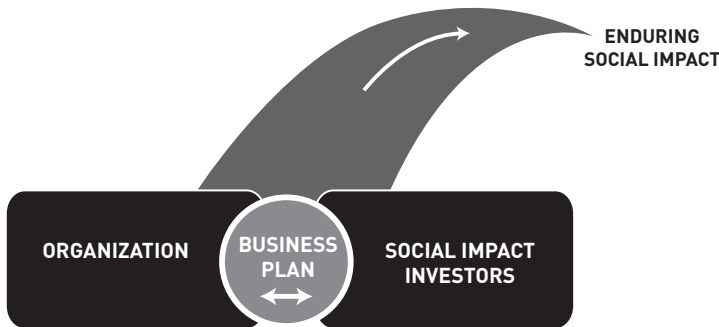 ENDURING
SOCIAL IMPACT
ORGANIZATION
BUSINESS
PLAN
SOCIAL IMPACT
INVESTORS